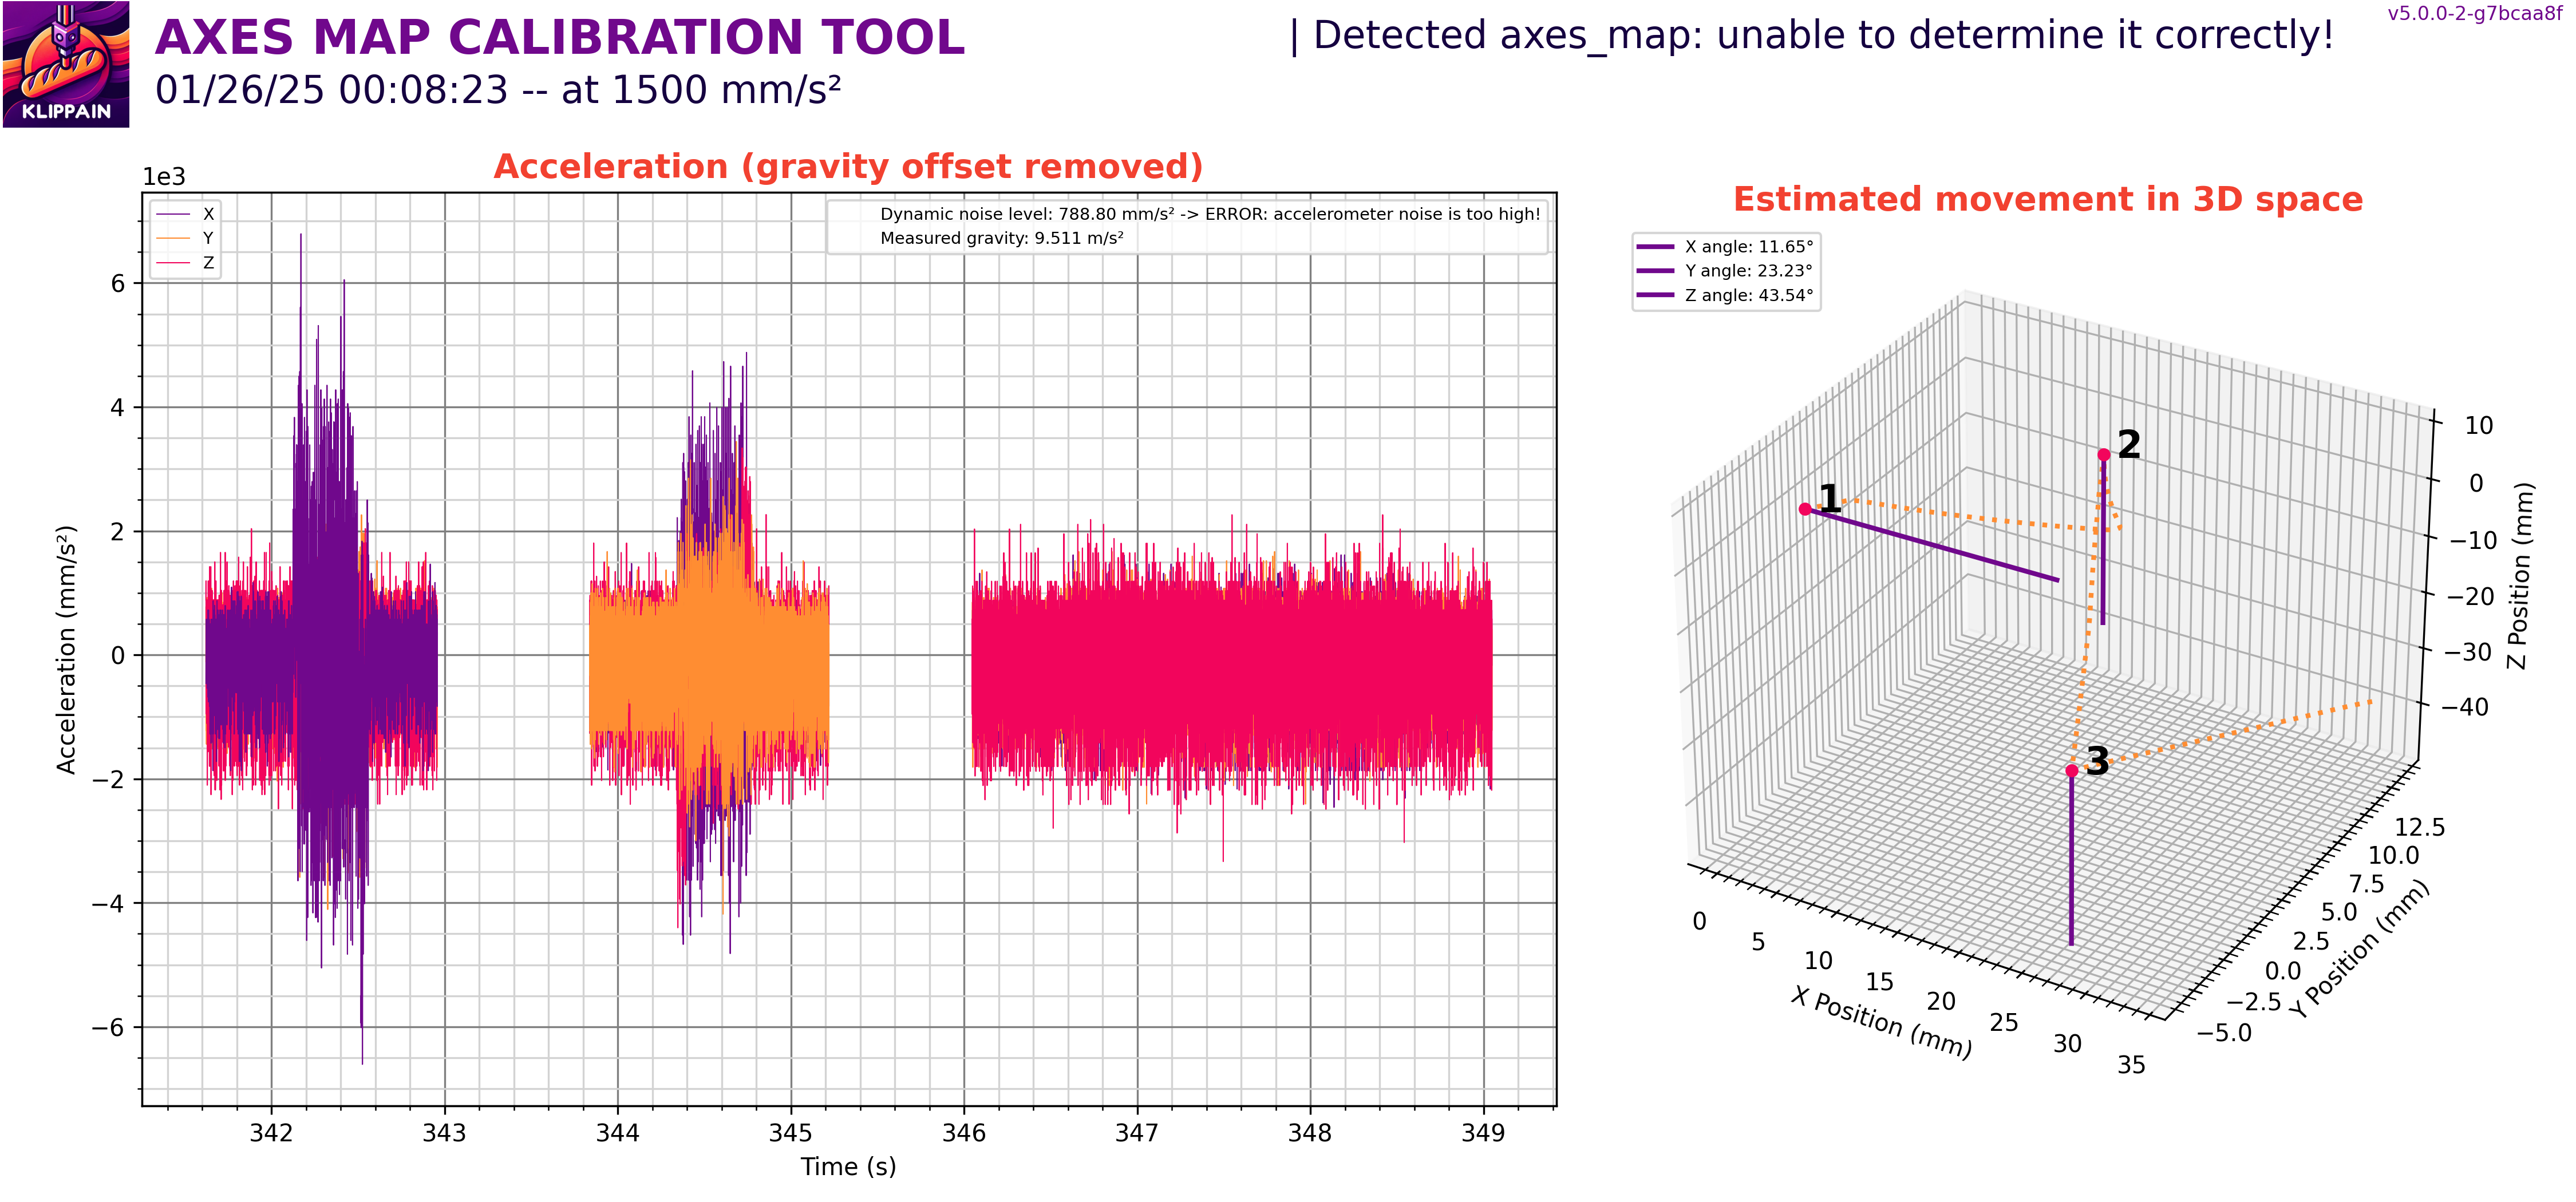 KLIPPAIN
AXES MAP CALIBRATION TOOL
01/26/25 00:08:23 -- at 1500 mm/s²
| Detected axes_map: unable to determine it correctly!
v5.0.0-2-g7bcaa8f
Acceleration (gravity offset removed)
1e3
X
Y
Z
Dynamic noise level: 788.80 mm/s² -> ERROR: accelerometer noise is too high!
Measured gravity: 9.511 m/s²
6
4
2
0
−2
−4
−6
Acceleration (mm/s²)
342
343
344
345
346
347
348
349
Time (s)
Estimated movement in 3D space
X angle: 11.65°
Y angle: 23.23°
Z angle: 43.54°
1
2
3
10
0
−10
−20
−30
−40
Z Position (mm)
12.5
10.0
7.5
5.0
2.5
0.0
−2.5
−5.0
Y Position (mm)
0
5
10
15
20
25
30
35
X Position (mm)